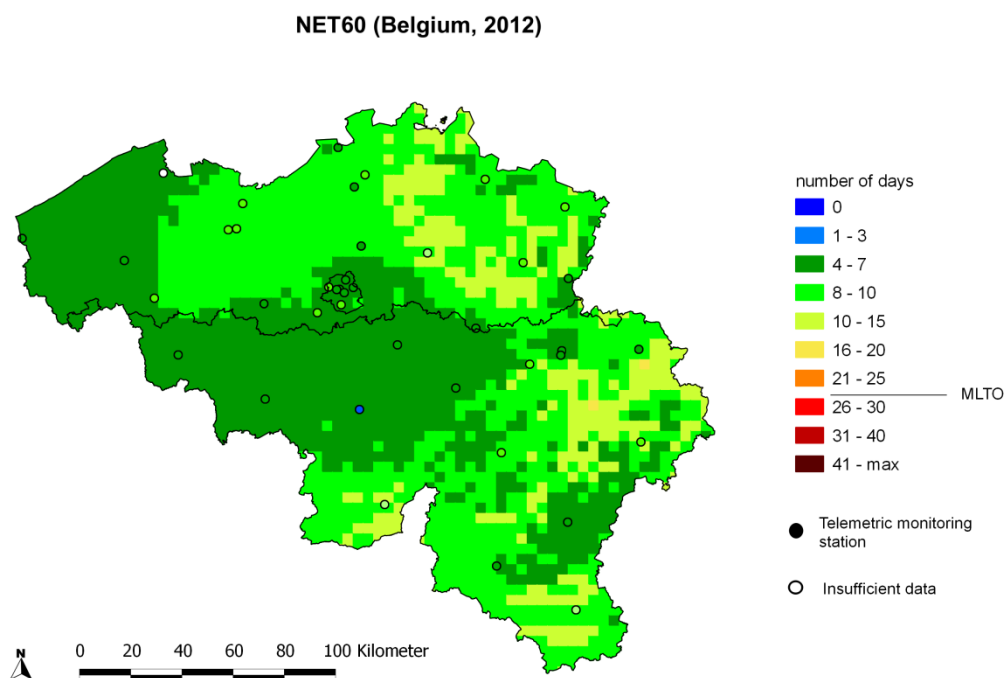 NET60 (Belgium, 2012)
number of days
0
1 - 3
4 - 7
8 - 10
10 - 15
16 - 20
21 - 25
MLTO
26 - 30
31 - 40
41 - max
Telemetric monitoring
station
Insufficient data
N
0 20 40 60 80 100 Kilometer